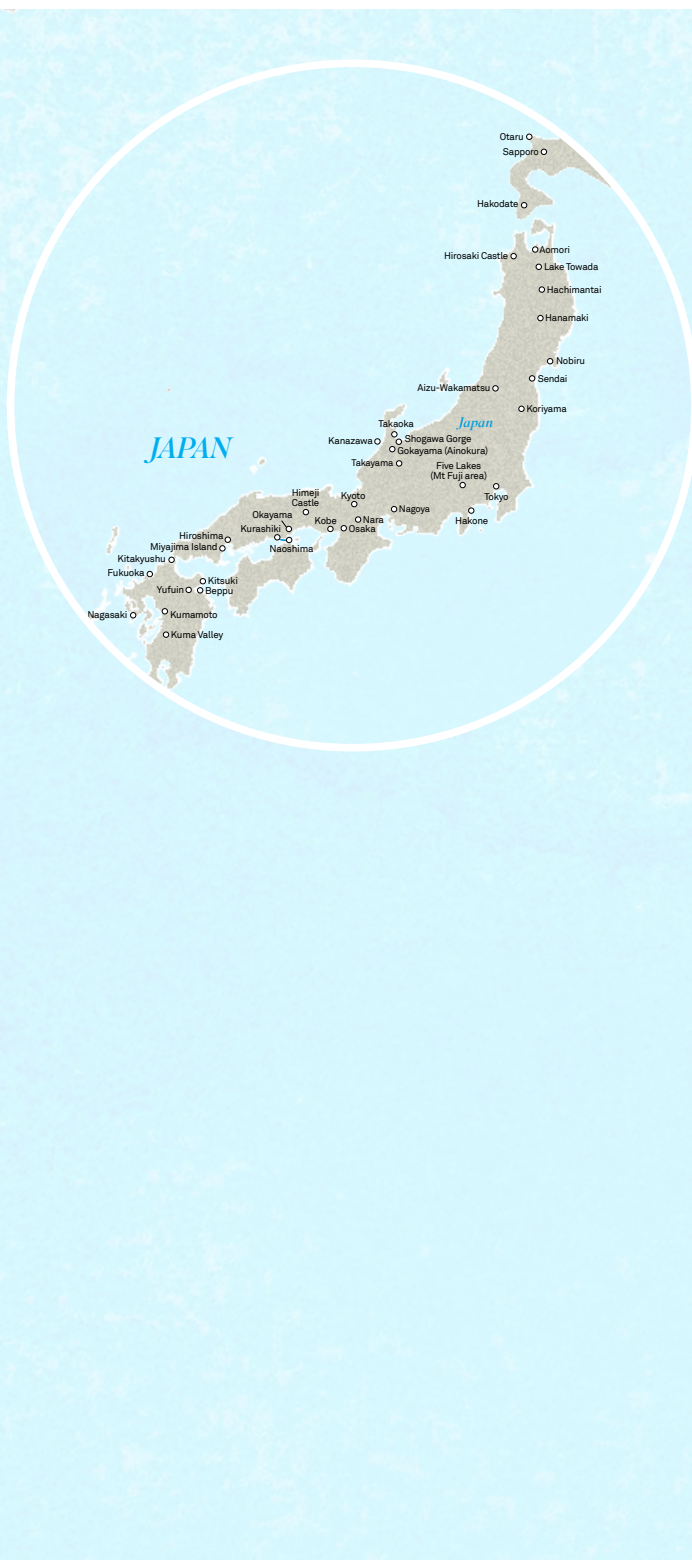 Otaru
Sapporo
Hakodate
Aomori
Hirosaki Castle
Lake Towada
Hachimantai
Hanamaki
Nobiru
Sendai
Aizu-Wakamatsu
Koriyama
Japan
Takaoka
JAPAN
Kanazawa
Shogawa Gorge
Gokayama (Ainokura)
Takayama
Five Lakes
(Mt Fuji area)
Tokyo
Himeji
Castle
Kyoto
Nagoya
Hakone
Okayama
Kobe
Nara
Kurashiki
Osaka
Hiroshima
Miyajima Island
Naoshima
Kitakyushu
Fukuoka
Kitsuki
Yufuin
Beppu
Nagasaki
Kumamoto
Kuma Valley